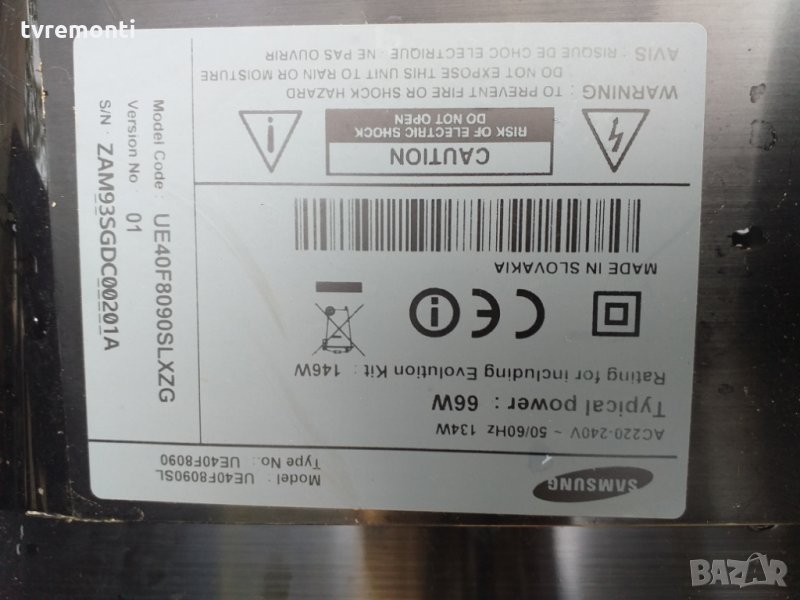 tvremonti
SAMSUNG
Model : UE40F8090SL
Type No.: UE40F8090
AC220-240V ~ 50/60Hz 134W
Typical power : 66W
Rating for including Evolution Kit : 146W
CE
MADE IN SLOVAKIA
CAUTION
RISK OF ELECTRIC SHOCK
DO NOT OPEN
WARNING : TO PREVENT FIRE OR SHOCK HAZARD
DO NOT EXPOSE THIS UNIT TO RAIN OR MOISTURE
AVIS : RISQUE DE CHOC ELECTRIQUE - NE PAS OUVRIR
Model Code : UE40F8090SLXZG
Version No 01
S/N : ZAM93SGDC00201A
BAZAR